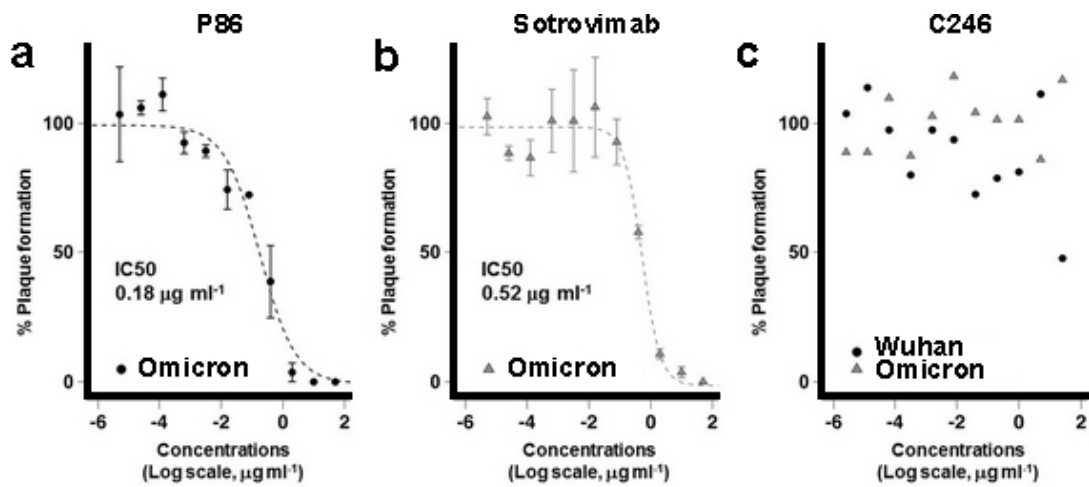 P86
Sotrovimab
C246
a
b
c
% Plaque formation
100
50
0
IC50
0.18 µg ml-1
Omicron
-6
-4
-2
0
2
Concentrations
(Log scale, µg ml-1)
% Plaque formation
100
50
0
IC50
0.52 µg ml-1
Omicron
-6
-4
-2
0
2
Concentrations
(Log scale, µg ml-1)
% Plaque formation
100
50
0
Wuhan
Omicron
-6
-4
-2
0
2
Concentrations
(Log scale, µg ml-1)